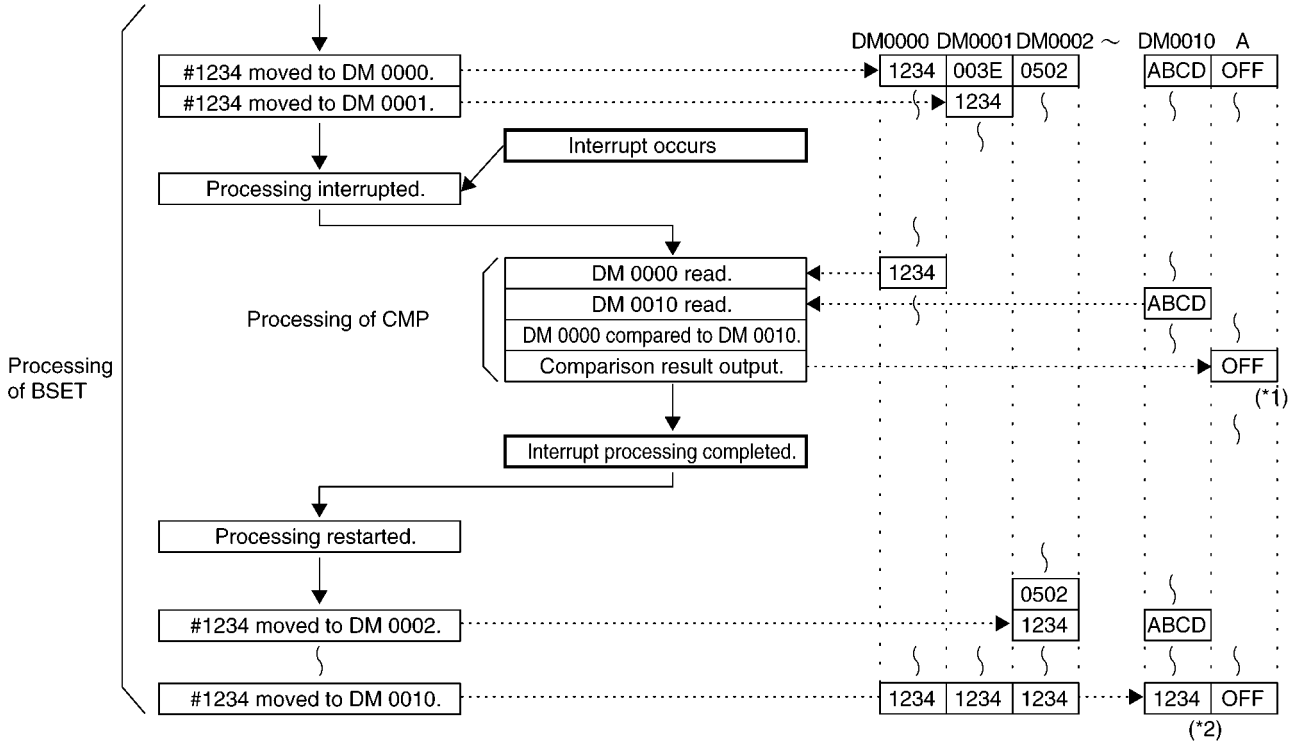 DM0000 DM0001 DM0002 ～ DM0010 A
#1234 moved to DM 0000.
1234 003E 0502 ABCD OFF
#1234 moved to DM 0001.
1234
Interrupt occurs
Processing interrupted.
Processing of CMP
DM 0000 read.
1234
DM 0010 read.
ABCD
DM 0000 compared to DM 0010.
Comparison result output.
OFF
(*1)
Processing
of BSET
Interrupt processing completed.
Processing restarted.
0502
#1234 moved to DM 0002.
1234 ABCD
#1234 moved to DM 0010.
1234 1234 1234 1234 OFF
(*2)